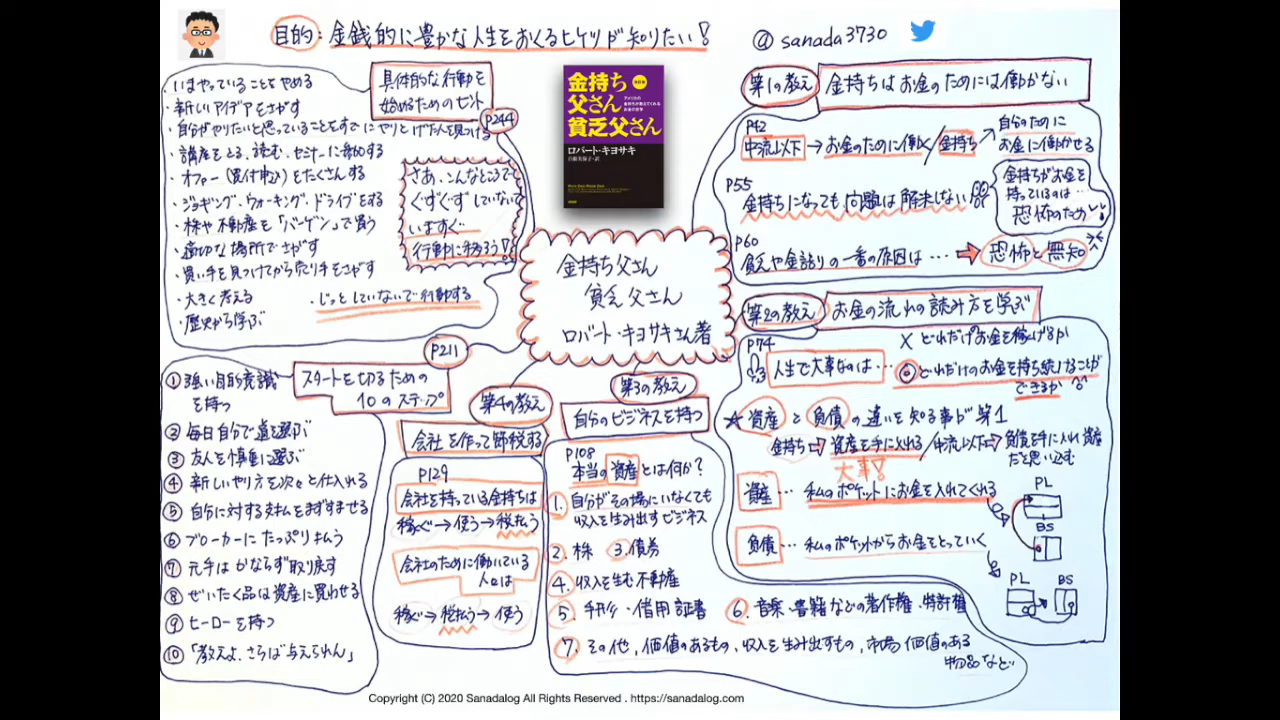 目的：金銭的に豊かな人生をおくるヒケツが知りたい！
@sanada3730
具体的な行動を
始めるためのヒント
P244
・いまやっていることをやめる
・新しいアイデアをさがす
・自分がやりたいと思っていることをすでにやりとげた人を見つける
・講座をとる、読む、セミナーに参加する
・オファー（買付申込）をたくさんする
・ジョギング、ウォーキング、ドライブをする
・株や不動産を「バーゲン」で買う
・適切な場所でさがす
・買い手を見つけてから売り手をさがす
・大きく考える
・歴史から学ぶ
・じっとしていないで行動する
さあ、こんなところで
ぐずぐずしていないで
いますぐ
行動に移ろう！
金持ち
父さん
貧乏父さん
改訂版
アメリカの
金持ちが教えてくれる
お金の哲学
ロバート・キヨサキ
白根美保子・訳
金持ち父さん
貧乏父さん
ロバート・キヨサキさん著
第1の教え
金持ちはお金のためには働かない
P42
中流以下→お金のために働く/金持ち→自分のために
お金に働かせる
P55
金持ちになっても問題は解決しない
金持ちがお金を
持っているのは…
恐怖のため
P60
貧乏や金詰りの一番の原因は…⇒恐怖と無知
第2の教え
お金の流れの読み方を学ぶ
P74
× どれだけお金を稼げるか
人生で大事なのは…◎どれだけのお金を持ち続けることが
できるか
★資産と負債の違いを知る事が第1
金持ち⇒資産を手に入れる/中流以下⇒負債を手に入れ資産
だと思い込む
大事！
資産…私のポケットにお金を入れてくれる
PL
BS
負債…私のポケットからお金をとっていく
PL
BS
第3の教え
自分のビジネスを持つ
P108
本当の資産とは何か？
1. 自分がその場にいなくても
収入を生み出すビジネス
2. 株 3. 債券
4. 収入を生む不動産
5. 手形・借用証書
6. 音楽、書籍などの著作権・特許権
7. その他、価値のあるもの、収入を生み出すもの、市場価値のある
物品など
第4の教え
会社を作って節税する
P129
会社を持っている金持ちは
稼ぐ→使う→税払う
会社のために働いている
人々は
稼ぐ→税払う→使う
P211
スタートを切るための
10のステップ
① 強い目的意識
を持つ
② 毎日自分で道を選ぶ
③ 友人を慎重に選ぶ
④ 新しいやり方を次々と仕入れる
⑤ 自分に対する支払をまずすませる
⑥ ブローカーにたっぷり払う
⑦ 元手はかならず取り戻す
⑧ ぜいたく品は資産に買わせる
⑨ ヒーローを持つ
⑩「教えよ、さらば与えられん」
Copyright (C) 2020 Sanadalog All Rights Reserved . https://sanadalog.com